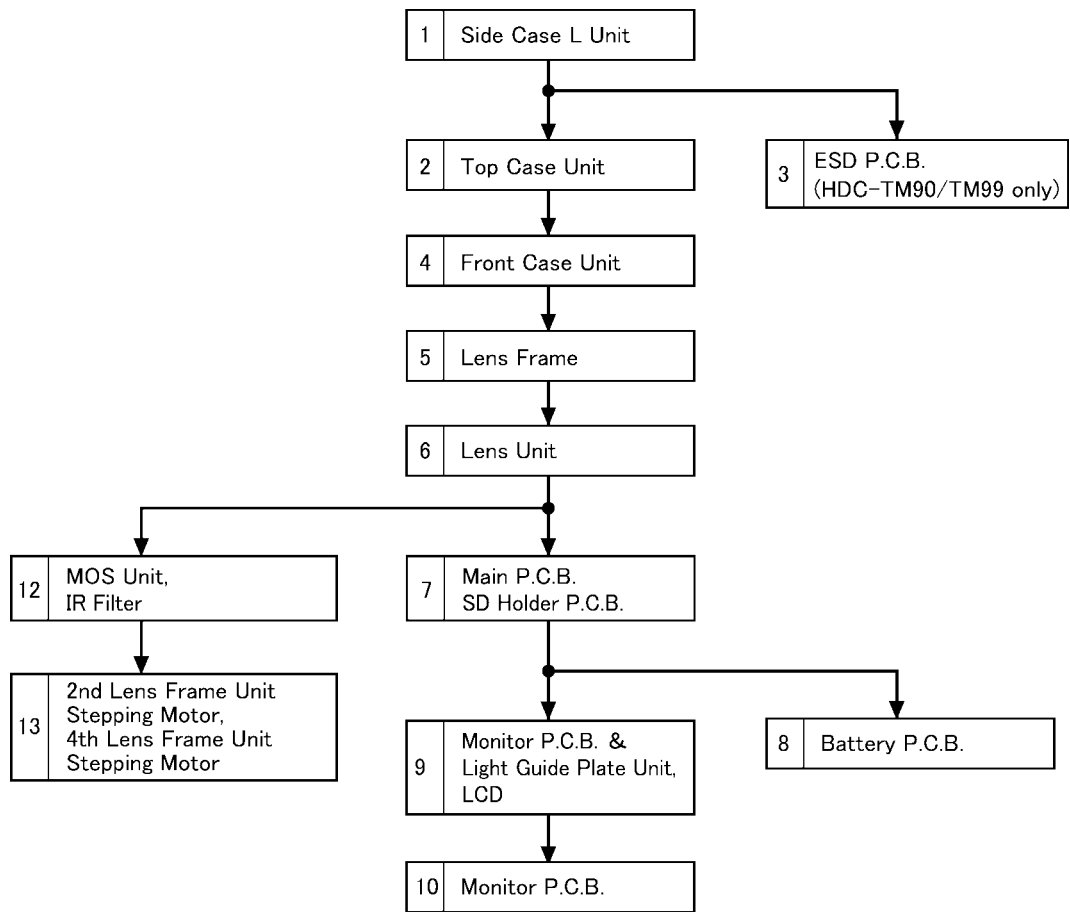 1 Side Case L Unit
2 Top Case Unit
3 ESD P.C.B.
(HDC-TM90/TM99 only)
4 Front Case Unit
5 Lens Frame
6 Lens Unit
12 MOS Unit,
IR Filter
7 Main P.C.B.
SD Holder P.C.B.
13 2nd Lens Frame Unit
Stepping Motor,
4th Lens Frame Unit
Stepping Motor
9 Monitor P.C.B. &
Light Guide Plate Unit,
LCD
8 Battery P.C.B.
10 Monitor P.C.B.